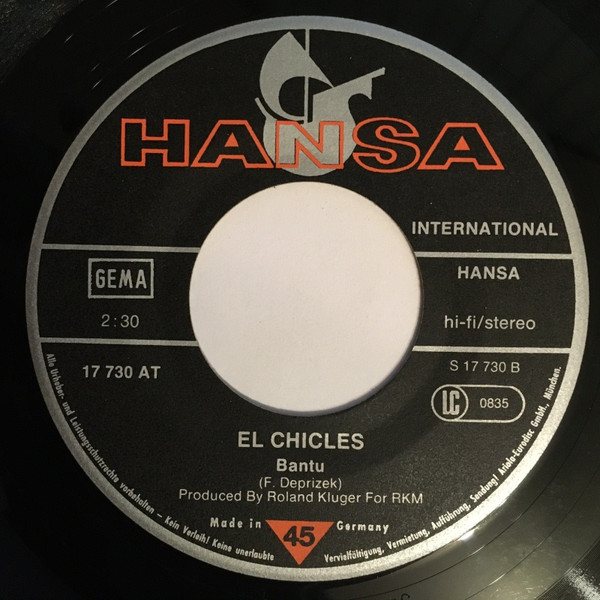 HANSA
INTERNATIONAL
GEMA
HANSA
2:30
hi-fi/stereo
17 730 AT
S 17 730 B
LC 0835
EL CHICLES
Bantu
(F. Deprizek)
Produced By Roland Kluger For RKM
Made in 45 Germany
Alle Urheber- und Leistungsschutzrechte vorbehalten – Kein Verleih! Keine unerlaubte Vervielfältigung, Vermietung, Aufführung, Sendung! Ariola-Eurodisc GmbH., München.